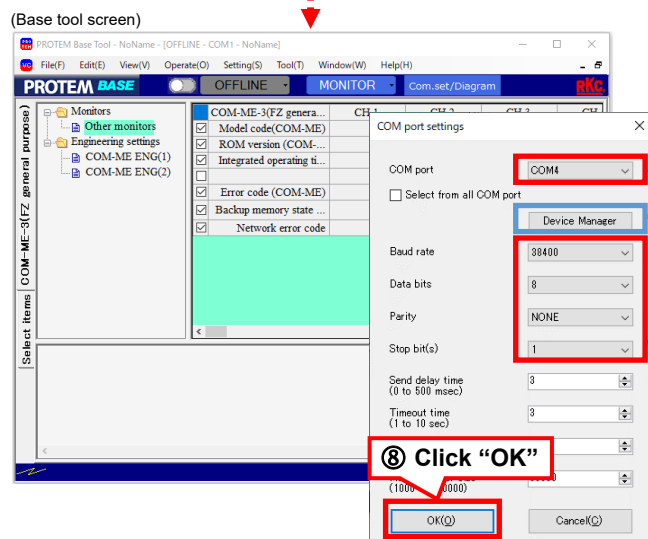 (Base tool screen)
PROTEM Base Tool - NoName - [OFFLINE - COM1 - NoName]
File(F) Edit(E) View(V) Operate(O) Setting(S) Tool(T) Window(W) Help(H)
PROTEM BASE OFFLINE MONITOR Com.set/Diagram RKC
COM-ME-3(FZ general purpose)
Select items
Monitors
Other monitors
Engineering settings
COM-ME ENG(1)
COM-ME ENG(2)
COM-ME-3(FZ genera... CH 1 CH 2 CH 3 CH
Model code(COM-ME)
ROM version (COM-...
Integrated operating ti...
Error code (COM-ME)
Backup memory state ...
Network error code
COM port settings
COM port COM4
Select from all COM port
Device Manager
Baud rate 38400
Data bits 8
Parity NONE
Stop bit(s) 1
Send delay time 3
(0 to 500 msec)
Timeout time 3
(1 to 10 sec)
⑧ Click “OK”
OK(O) Cancel(C)